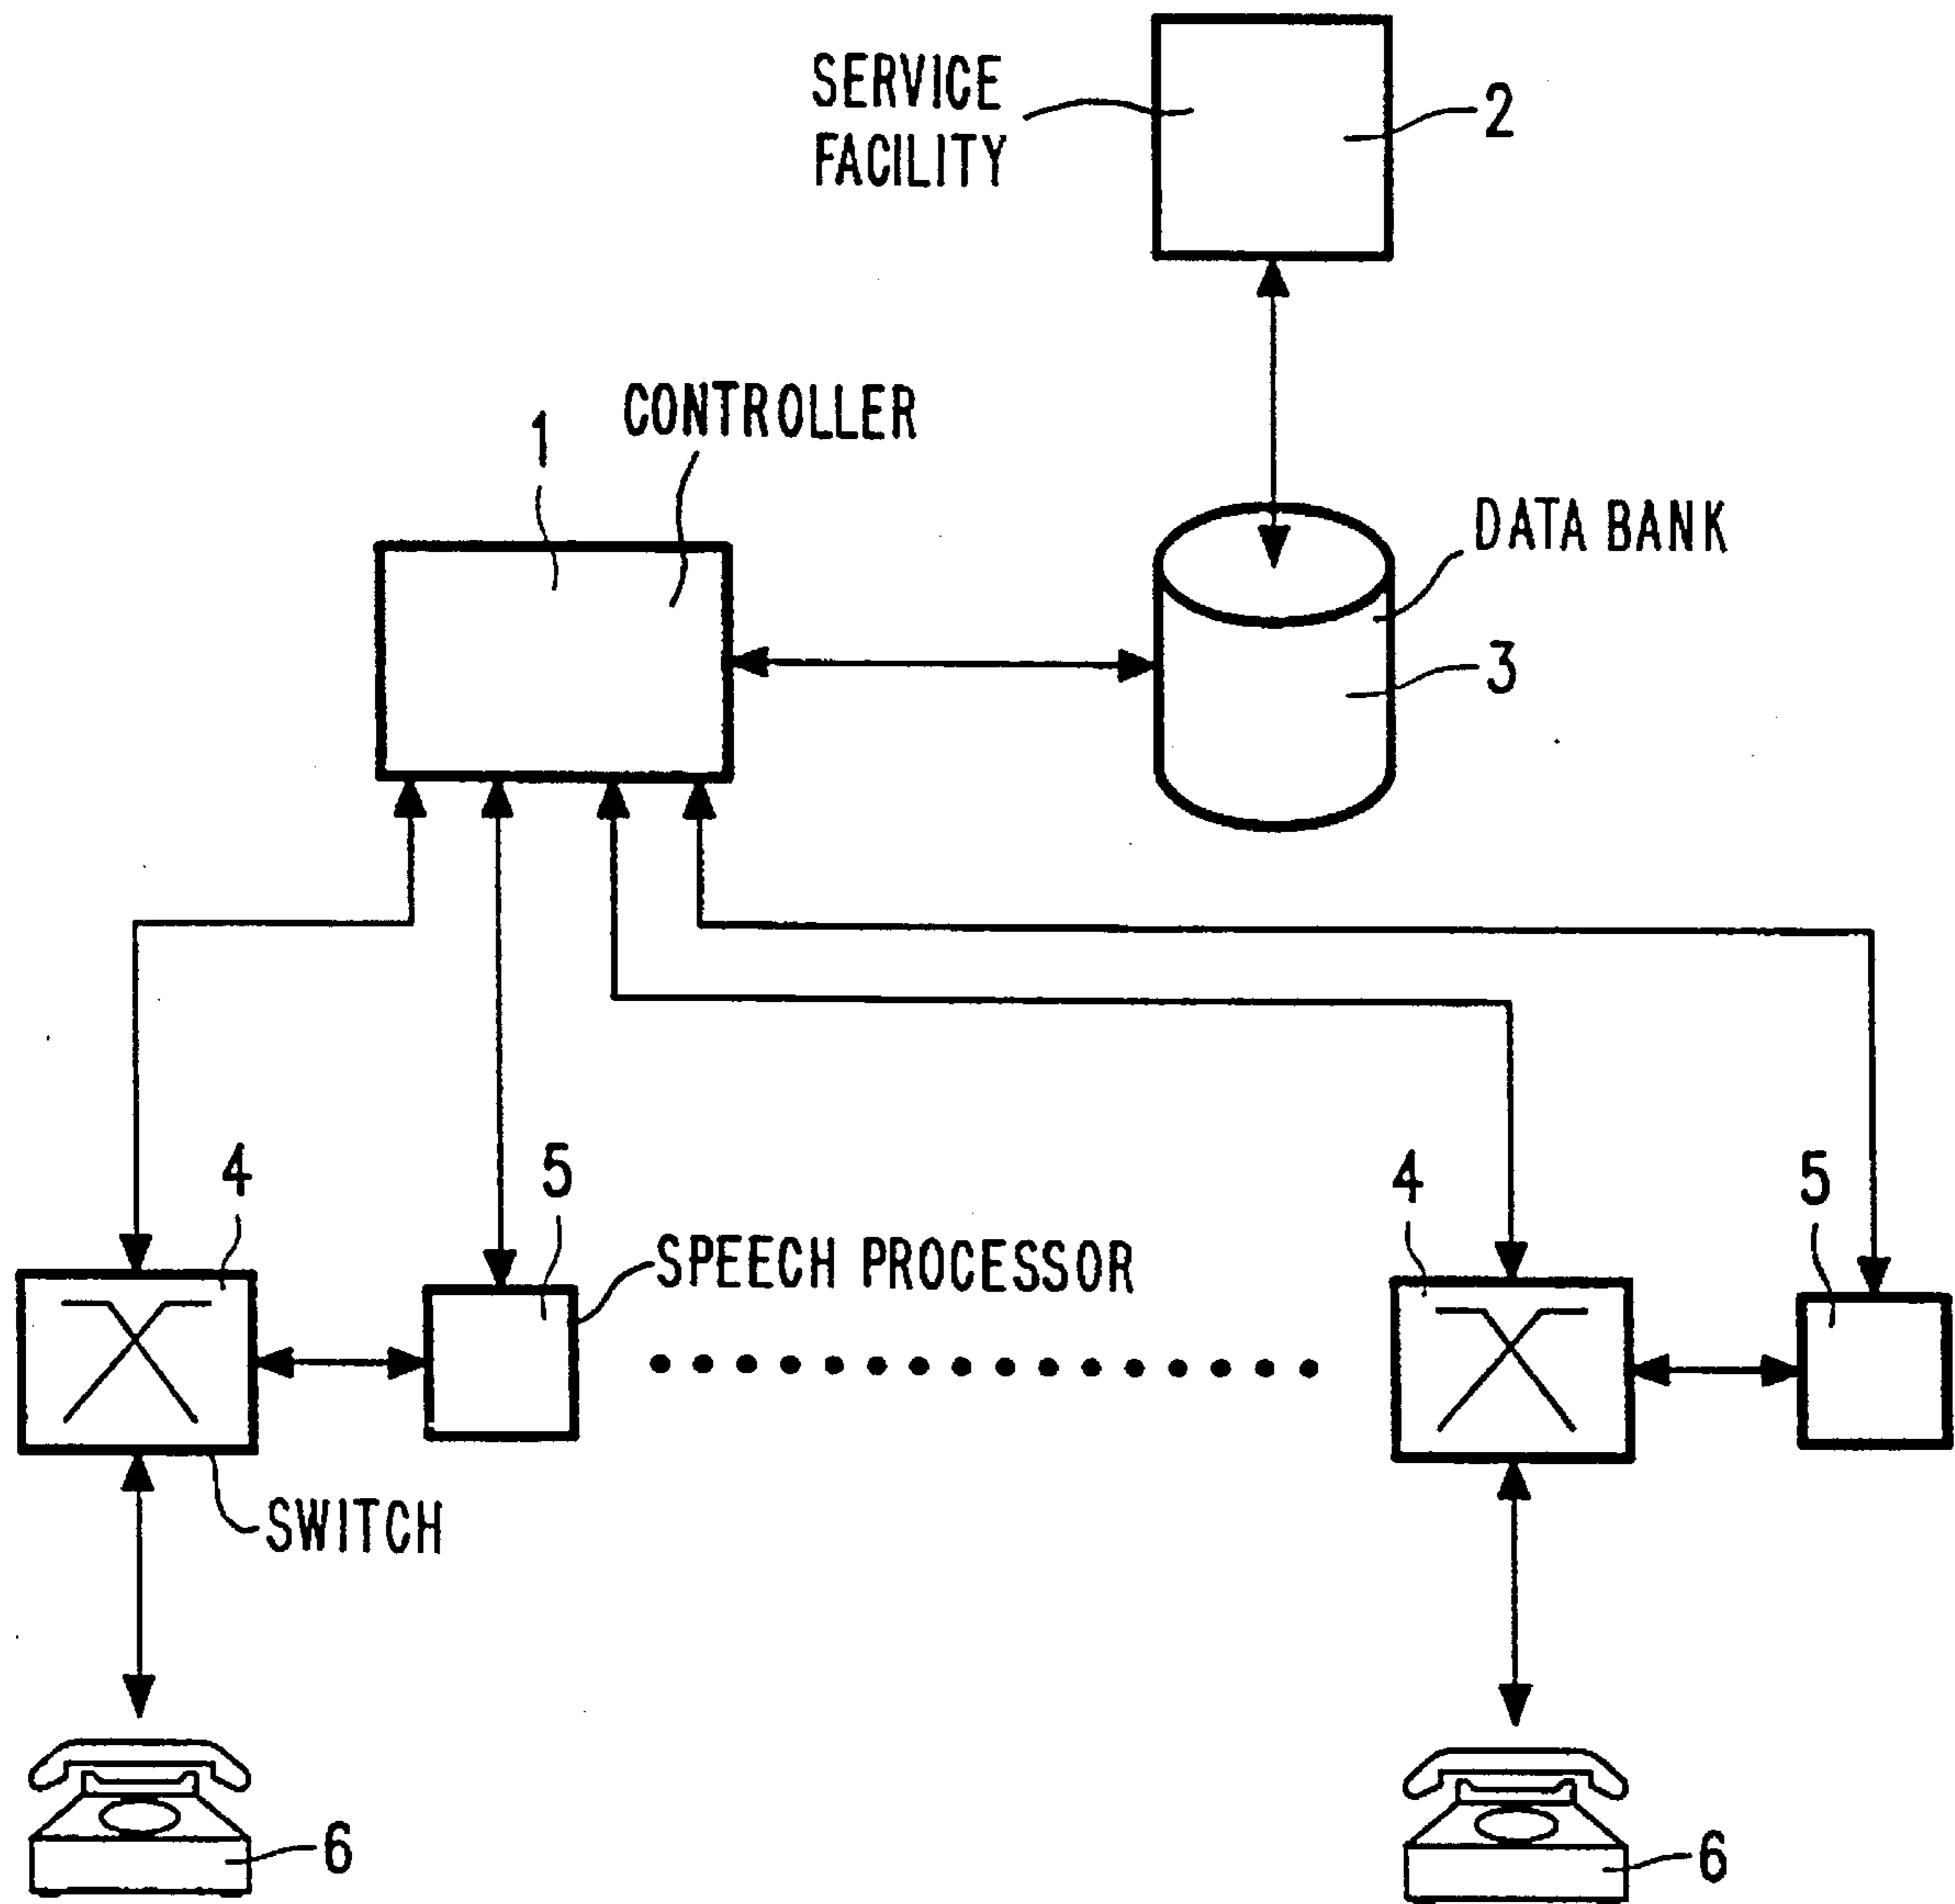 SERVICE
FACILITY
2
CONTROLLER
1
DATA BANK
3
4
5
4
5
SPEECH PROCESSOR
SWITCH
6
6